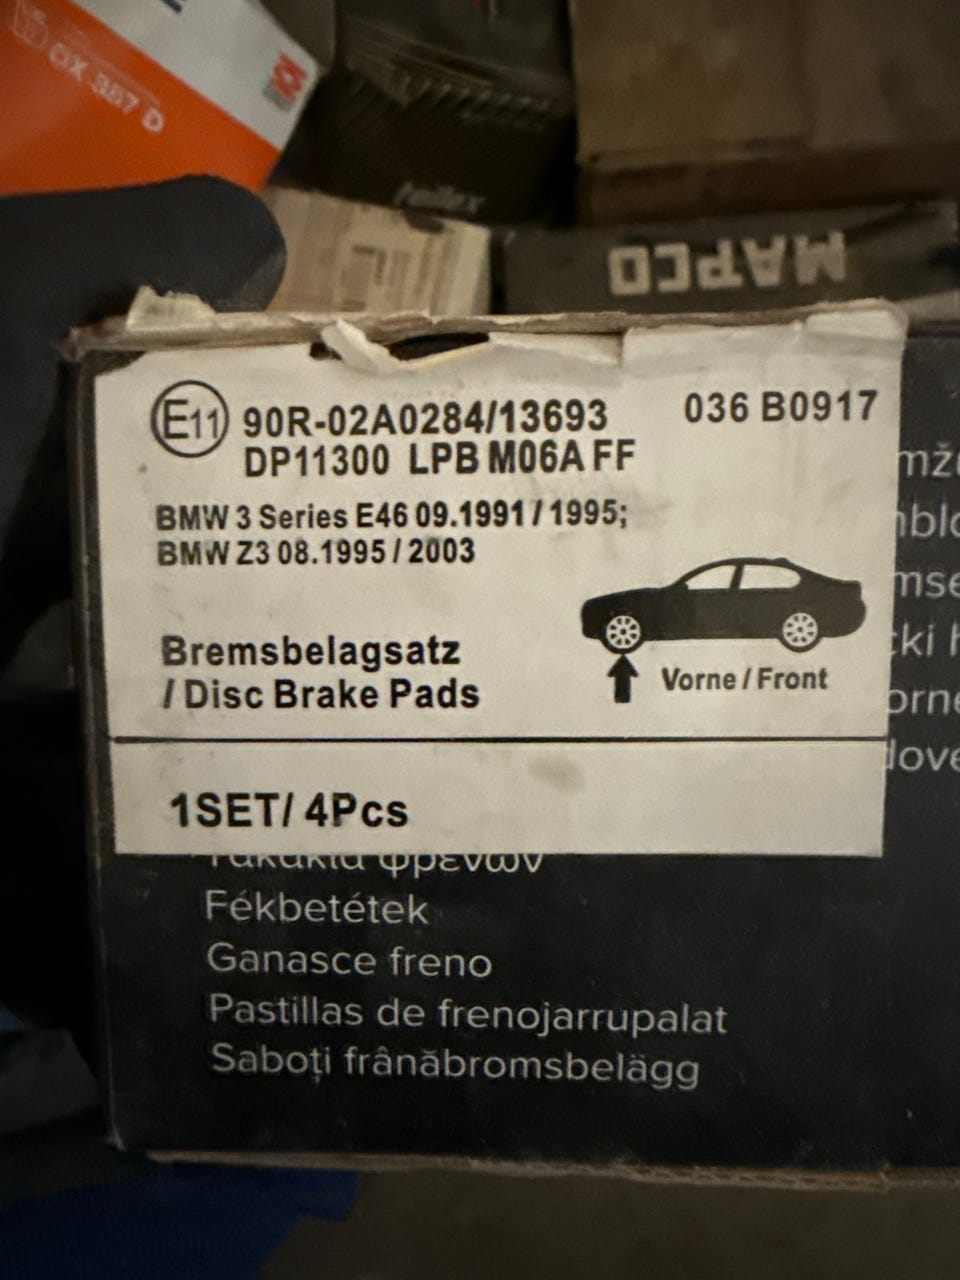 OX 387 D
MAPCO
E11 90R-02A0284/13693 036 B0917
DP11300 LPB M06A FF
BMW 3 Series E46 09.1991 / 1995;
BMW Z3 08.1995 / 2003
Bremsbelagsatz
/ Disc Brake Pads
Vorne / Front
1SET/ 4Pcs
φρένων
Fékbetétek
Ganasce freno
Pastillas de frenojarrupalat
Saboți frânăbromsbelägg